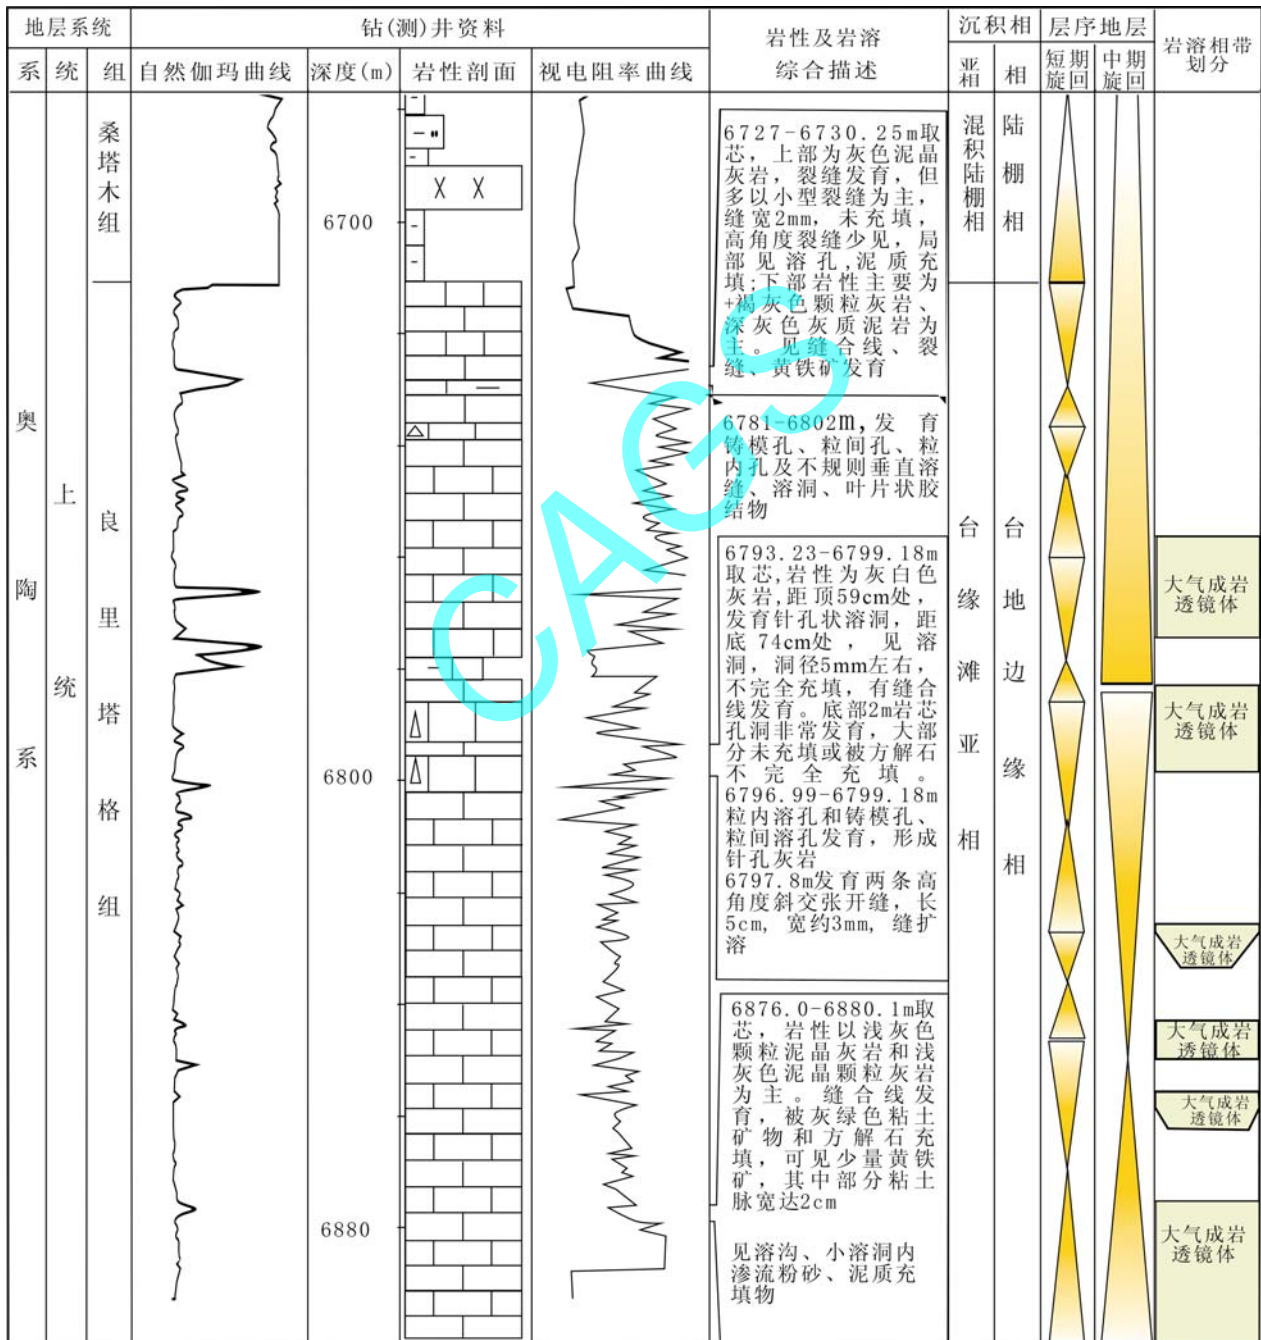 地层系统
钻(测)井资料
岩性及岩溶
综合描述
沉积相
层序地层
岩溶相带
划分
系
统
组
自然伽玛曲线
深度(m)
岩性剖面
视电阻率曲线
亚相
相
短期
旋回
中期
旋回
奥陶系
上统
桑塔木组
良里塔格组
6700
6800
6880
6727-6730.25m取
芯，上部为灰色泥晶
灰岩，裂缝发育，但
多以小型裂缝为主，
缝宽2mm，未充填，
高角度裂缝少见，局
部见溶孔,泥质充
填;下部岩性主要为
+褐灰色颗粒灰岩、
深灰色灰质泥岩为
主。见缝合线、裂
缝、黄铁矿发育
6781-6802m,发育
铸模孔、粒间孔、粒
内孔及不规则垂直溶
缝、溶洞、叶片状胶
结物
6793.23-6799.18m
取芯,岩性为灰白色
灰岩,距顶59cm处，
发育针孔状溶洞，距
底74cm处，见溶
洞，洞径5mm左右，
不完全充填，有缝合
线发育。底部2m岩芯
孔洞非常发育，大部
分未充填或被方解石
不完全充填。
6796.99-6799.18m
粒内溶孔和铸模孔、
粒间溶孔发育，形成
针孔灰岩
6797.8m发育两条高
角度斜交张开缝，长
5cm，宽约3mm，缝扩
溶
6876.0-6880.1m取
芯，岩性以浅灰色
颗粒泥晶灰岩和浅
灰色泥晶颗粒灰岩
为主。缝合线发
育，被灰绿色粘土
矿物和方解石充
填，可见少量黄铁
矿，其中部分粘土
脉宽达2cm
见溶沟、小溶洞内
渗流粉砂、泥质充
填物
混积陆棚相
陆棚相
台缘滩亚相
台地边缘相
大气成岩
透镜体
大气成岩
透镜体
大气成岩
透镜体
大气成岩
透镜体
大气成岩
透镜体
大气成岩
透镜体
CAGS